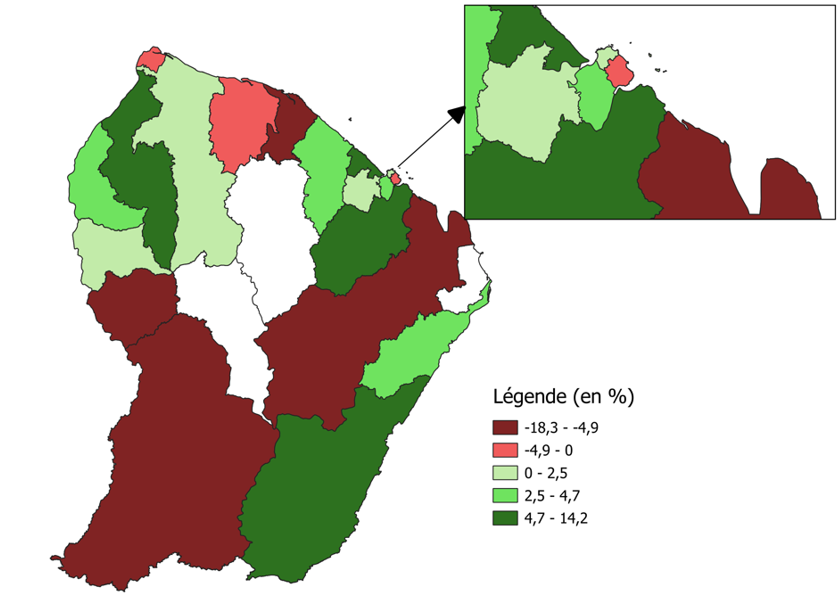 Légende (en %)
-18,3 - -4,9
-4,9 - 0
0 - 2,5
2,5 - 4,7
4,7 - 14,2